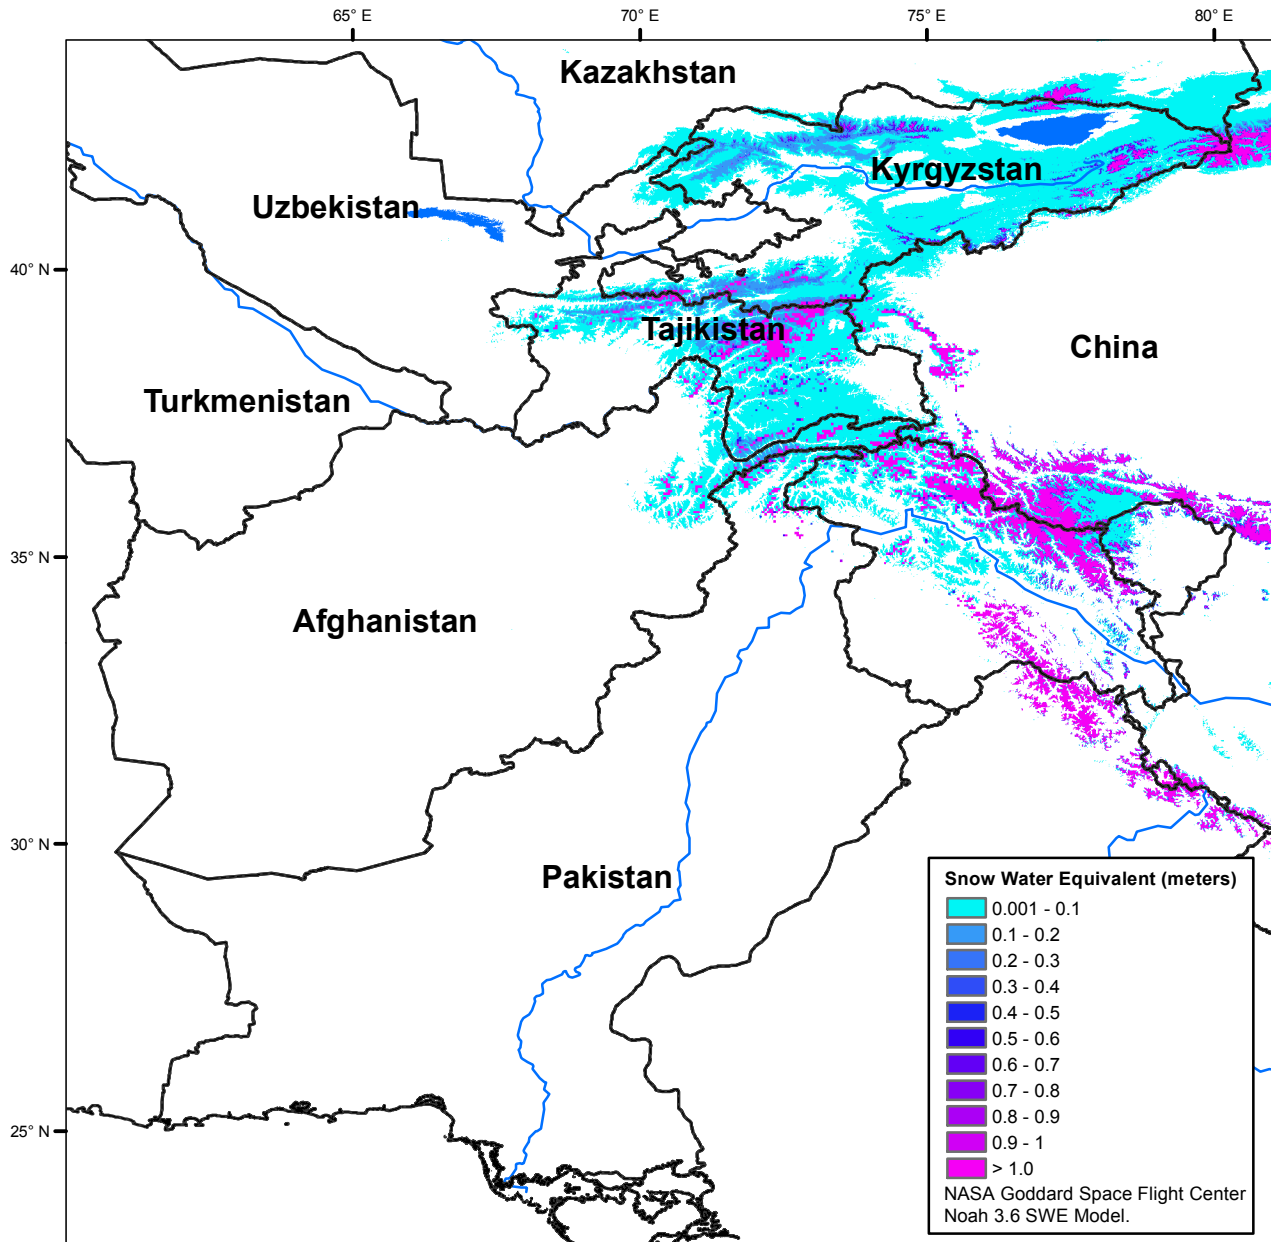 65° E
70° E
75° E
80° E
Kazakhstan
Kyrgyzstan
Uzbekistan
40° N
Tajikistan
China
Turkmenistan
35° N
Afghanistan
30° N
Pakistan
25° N
Snow Water Equivalent (meters)
0.001 - 0.1
0.1 - 0.2
0.2 - 0.3
0.3 - 0.4
0.4 - 0.5
0.5 - 0.6
0.6 - 0.7
0.7 - 0.8
0.8 - 0.9
0.9 - 1
> 1.0
NASA Goddard Space Flight Center
Noah 3.6 SWE Model.